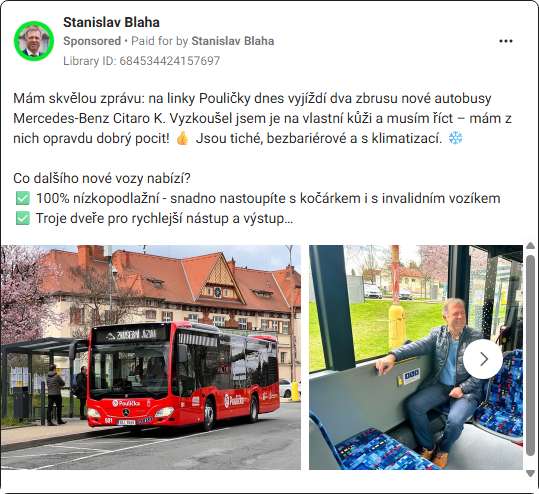 Stanislav Blaha
Sponsored • Paid for by Stanislav Blaha
Library ID: 684534424157697
Mám skvělou zprávu: na linky Pouličky dnes vyjíždí dva zbrusu nové autobusy
Mercedes-Benz Citaro K. Vyzkoušel jsem je na vlastní kůži a musím říct – mám z
nich opravdu dobrý pocit! 👍 Jsou tiché, bezbariérové a s klimatizací. ❄️
Co dalšího nové vozy nabízí?
✅ 100% nízkopodlažní - snadno nastoupíte s kočárkem i s invalidním vozíkem
✅ Troje dveře pro rychlejší nástup a výstup…
ZKUŠEBNÍ JÍZDA
Poulička